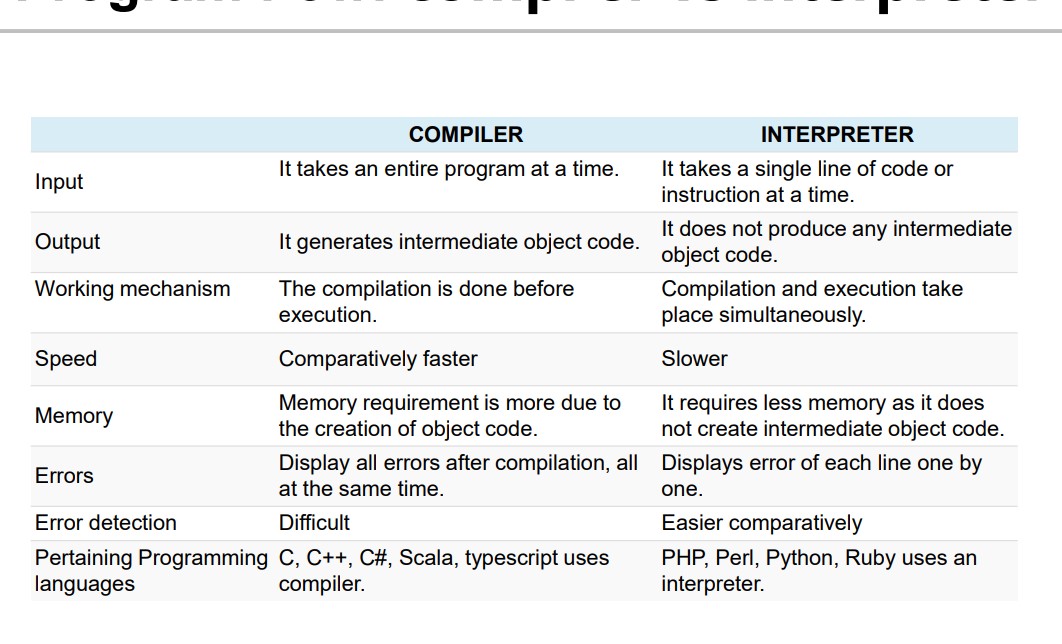 COMPILER INTERPRETER
Input It takes an entire program at a time. It takes a single line of code or
instruction at a time.
Output It generates intermediate object code. It does not produce any intermediate
object code.
Working mechanism The compilation is done before Compilation and execution take
execution. place simultaneously.
Speed Comparatively faster Slower
Memory Memory requirement is more due to It requires less memory as it does
the creation of object code. not create intermediate object code.
Errors Display all errors after compilation, all Displays error of each line one by
at the same time. one.
Error detection Difficult Easier comparatively
Pertaining Programming C, C++, C#, Scala, typescript uses PHP, Perl, Python, Ruby uses an
languages compiler. interpreter.